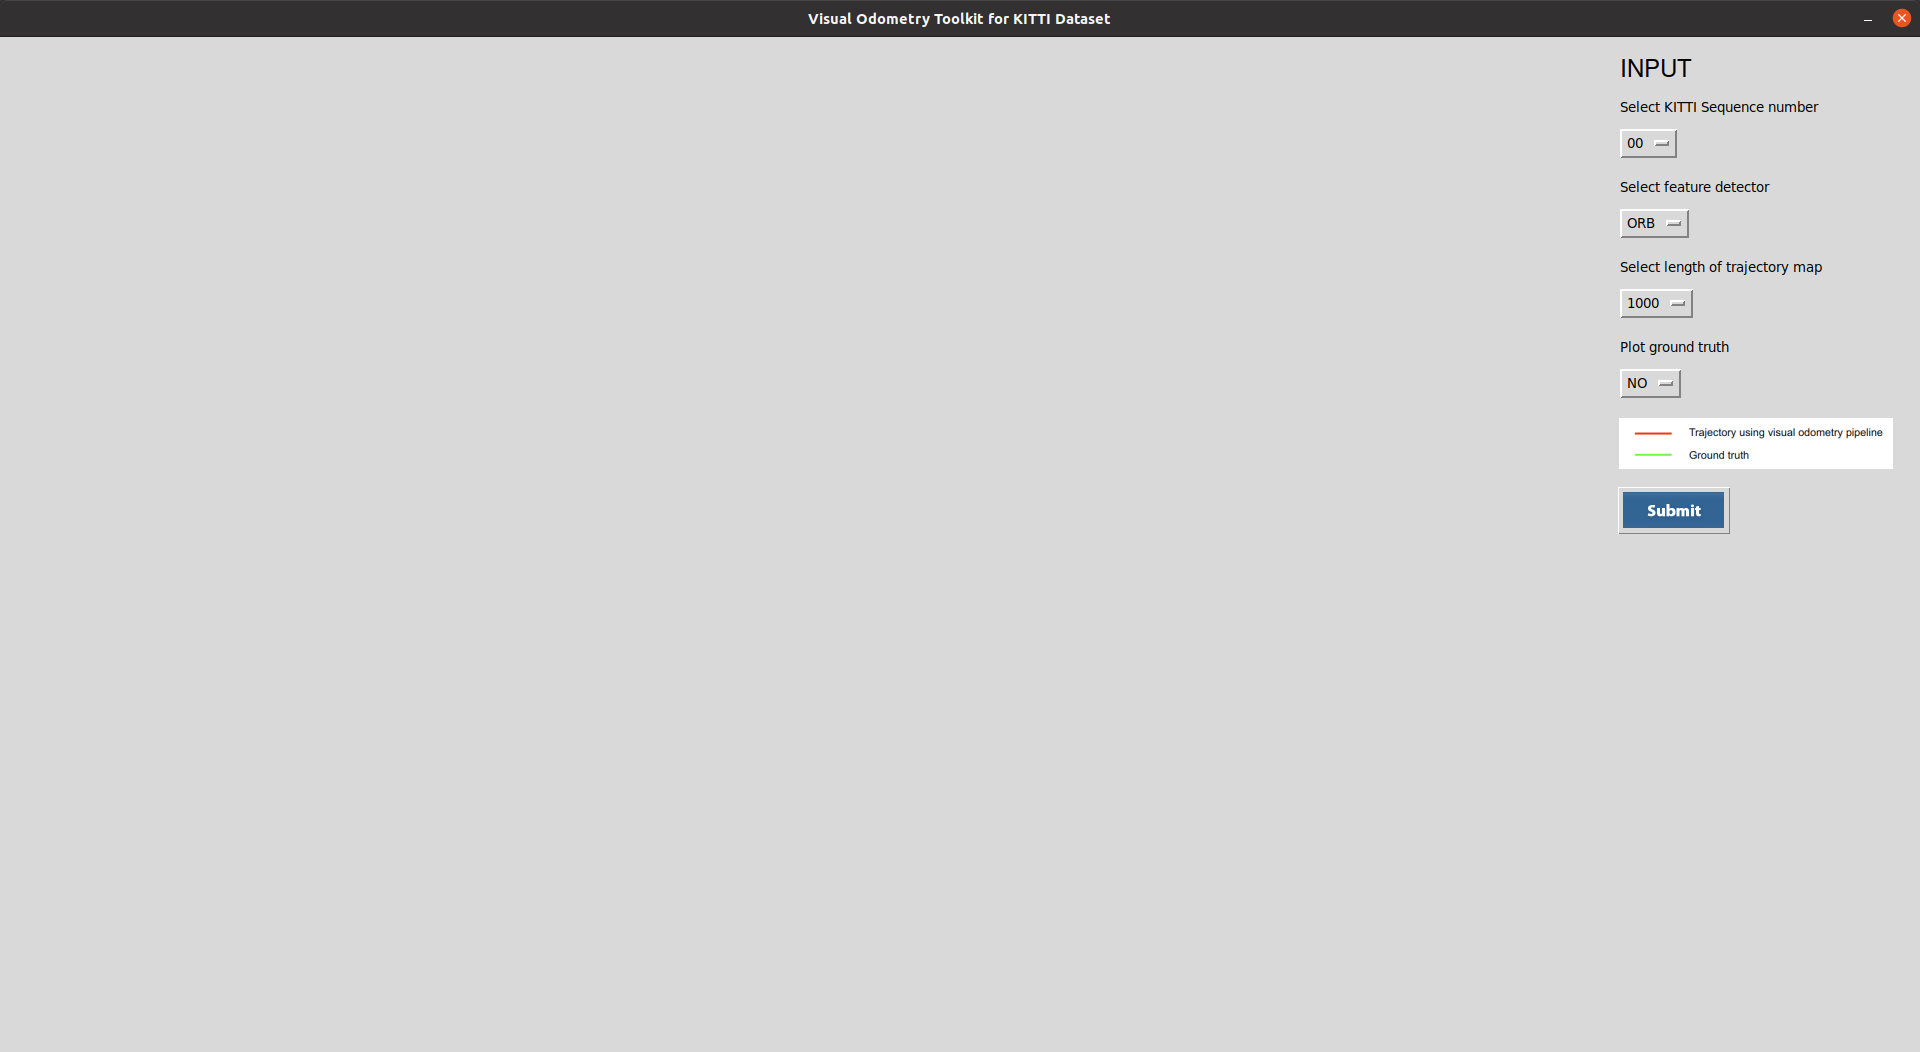 Visual Odometry Toolkit for KITTI Dataset
INPUT
Select KITTI Sequence number
00
Select feature detector
ORB
Select length of trajectory map
1000
Plot ground truth
NO
Trajectory using visual odometry pipeline
Ground truth
Submit